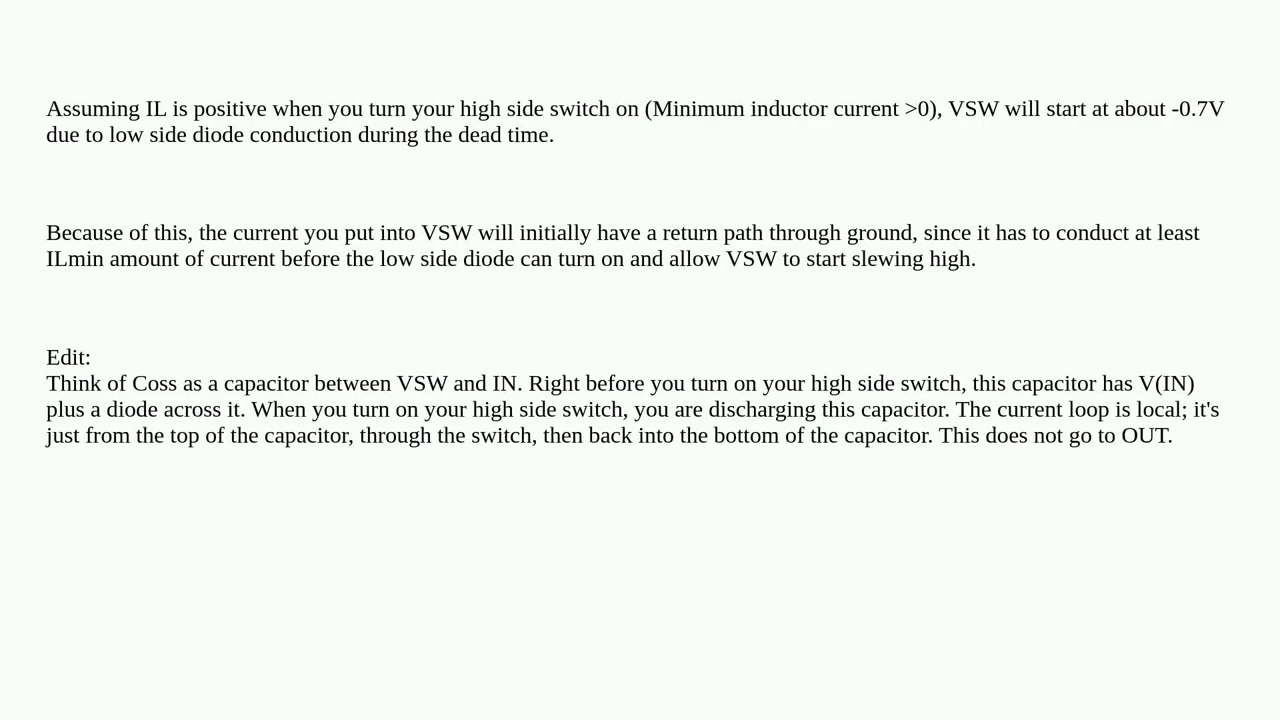 Assuming IL is positive when you turn your high side switch on (Minimum inductor current >0), VSW will start at about -0.7V
due to low side diode conduction during the dead time.
Because of this, the current you put into VSW will initially have a return path through ground, since it has to conduct at least
ILmin amount of current before the low side diode can turn on and allow VSW to start slewing high.
Edit:
Think of Coss as a capacitor between VSW and IN. Right before you turn on your high side switch, this capacitor has V(IN)
plus a diode across it. When you turn on your high side switch, you are discharging this capacitor. The current loop is local; it's
just from the top of the capacitor, through the switch, then back into the bottom of the capacitor. This does not go to OUT.